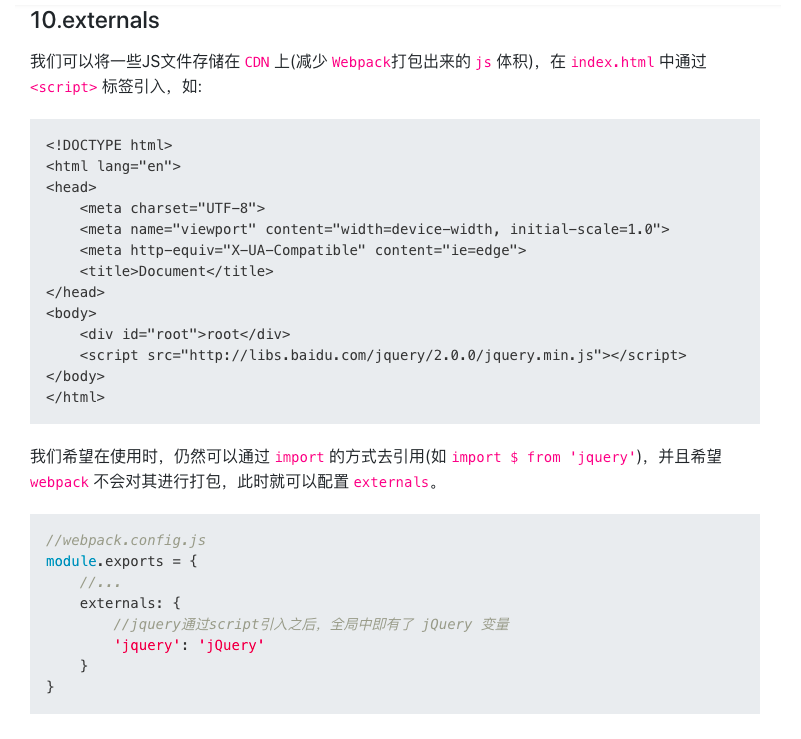 10.externals
我们可以将一些JS文件存储在 CDN 上(减少 Webpack打包出来的 js 体积)，在 index.html 中通过
<script> 标签引入，如:
<!DOCTYPE html>
<html lang="en">
<head>
    <meta charset="UTF-8">
    <meta name="viewport" content="width=device-width, initial-scale=1.0">
    <meta http-equiv="X-UA-Compatible" content="ie=edge">
    <title>Document</title>
</head>
<body>
    <div id="root">root</div>
    <script src="http://libs.baidu.com/jquery/2.0.0/jquery.min.js"></script>
</body>
</html>
我们希望在使用时，仍然可以通过 import 的方式去引用(如 import $ from 'jquery')，并且希望
webpack 不会对其进行打包，此时就可以配置 externals。
//webpack.config.js
module.exports = {
    //...
    externals: {
        //jquery通过script引入之后，全局中即有了 jQuery 变量
        'jquery': 'jQuery'
    }
}